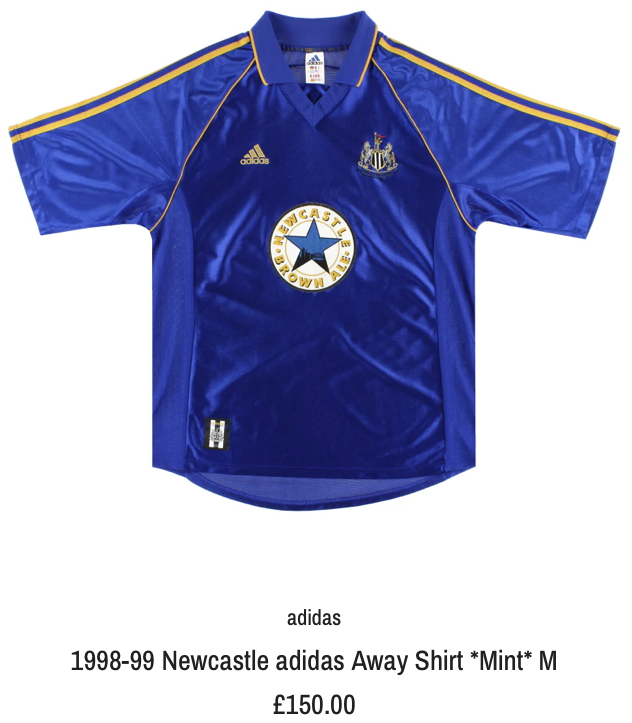 adidas
NEWCASTLE
BROWN ALE
adidas
1998-99 Newcastle adidas Away Shirt *Mint* M
£150.00